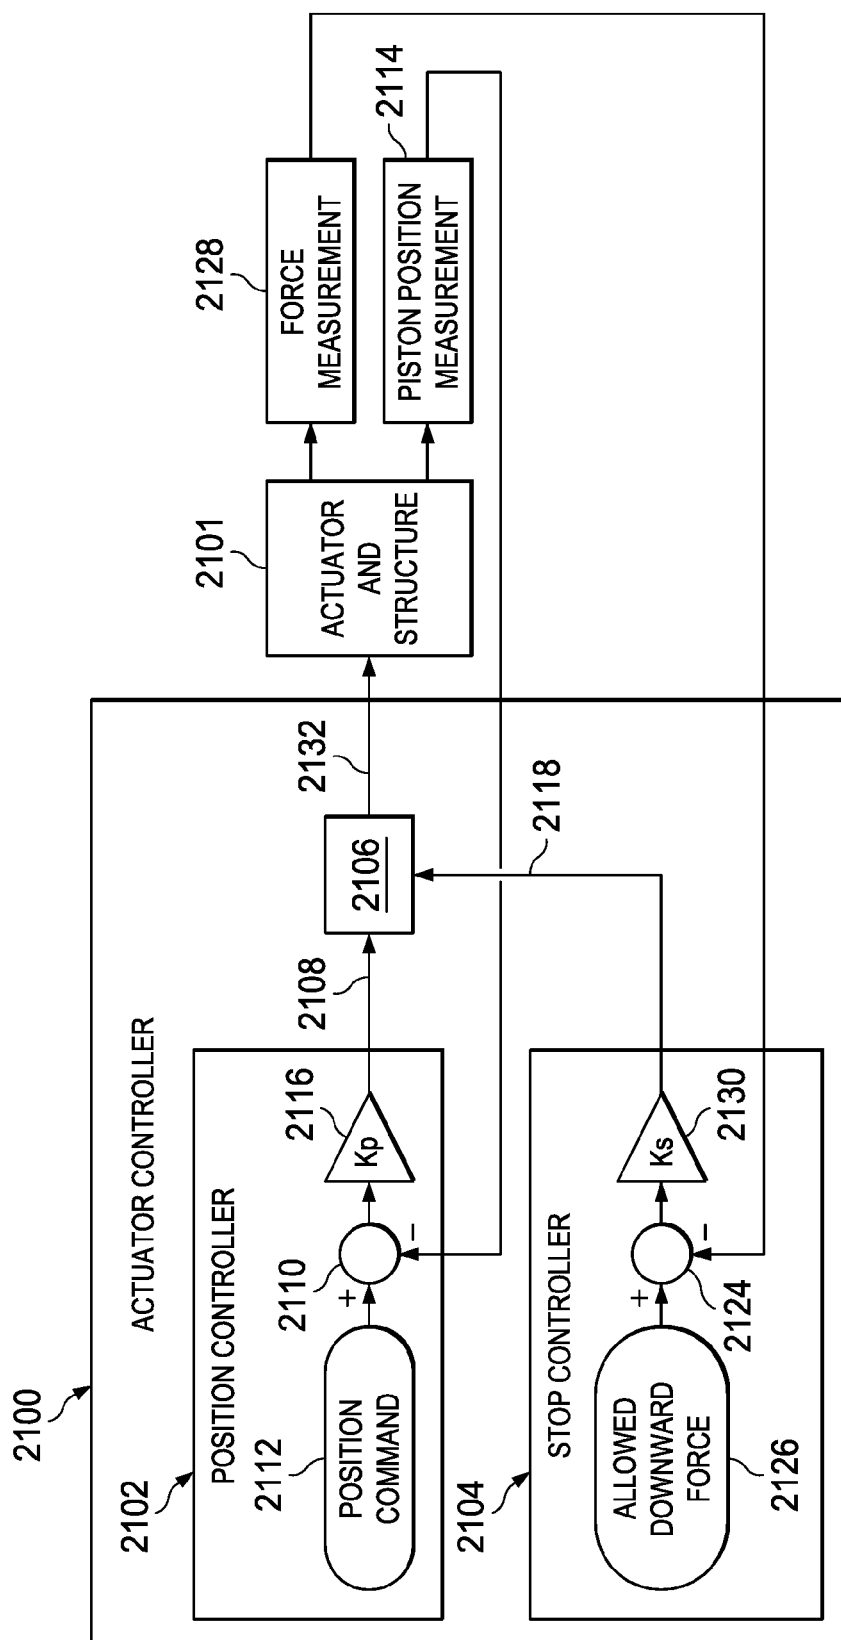 2100
ACTUATOR CONTROLLER
2102
POSITION CONTROLLER
2112
POSITION
COMMAND
+
2110
-
Kp
2116
2108
2106
2132
2101
ACTUATOR
AND
STRUCTURE
2128
FORCE
MEASUREMENT
PISTON POSITION
MEASUREMENT
2114
2104
STOP CONTROLLER
ALLOWED
DOWNWARD
FORCE
2126
+
2124
-
Ks
2130
2118